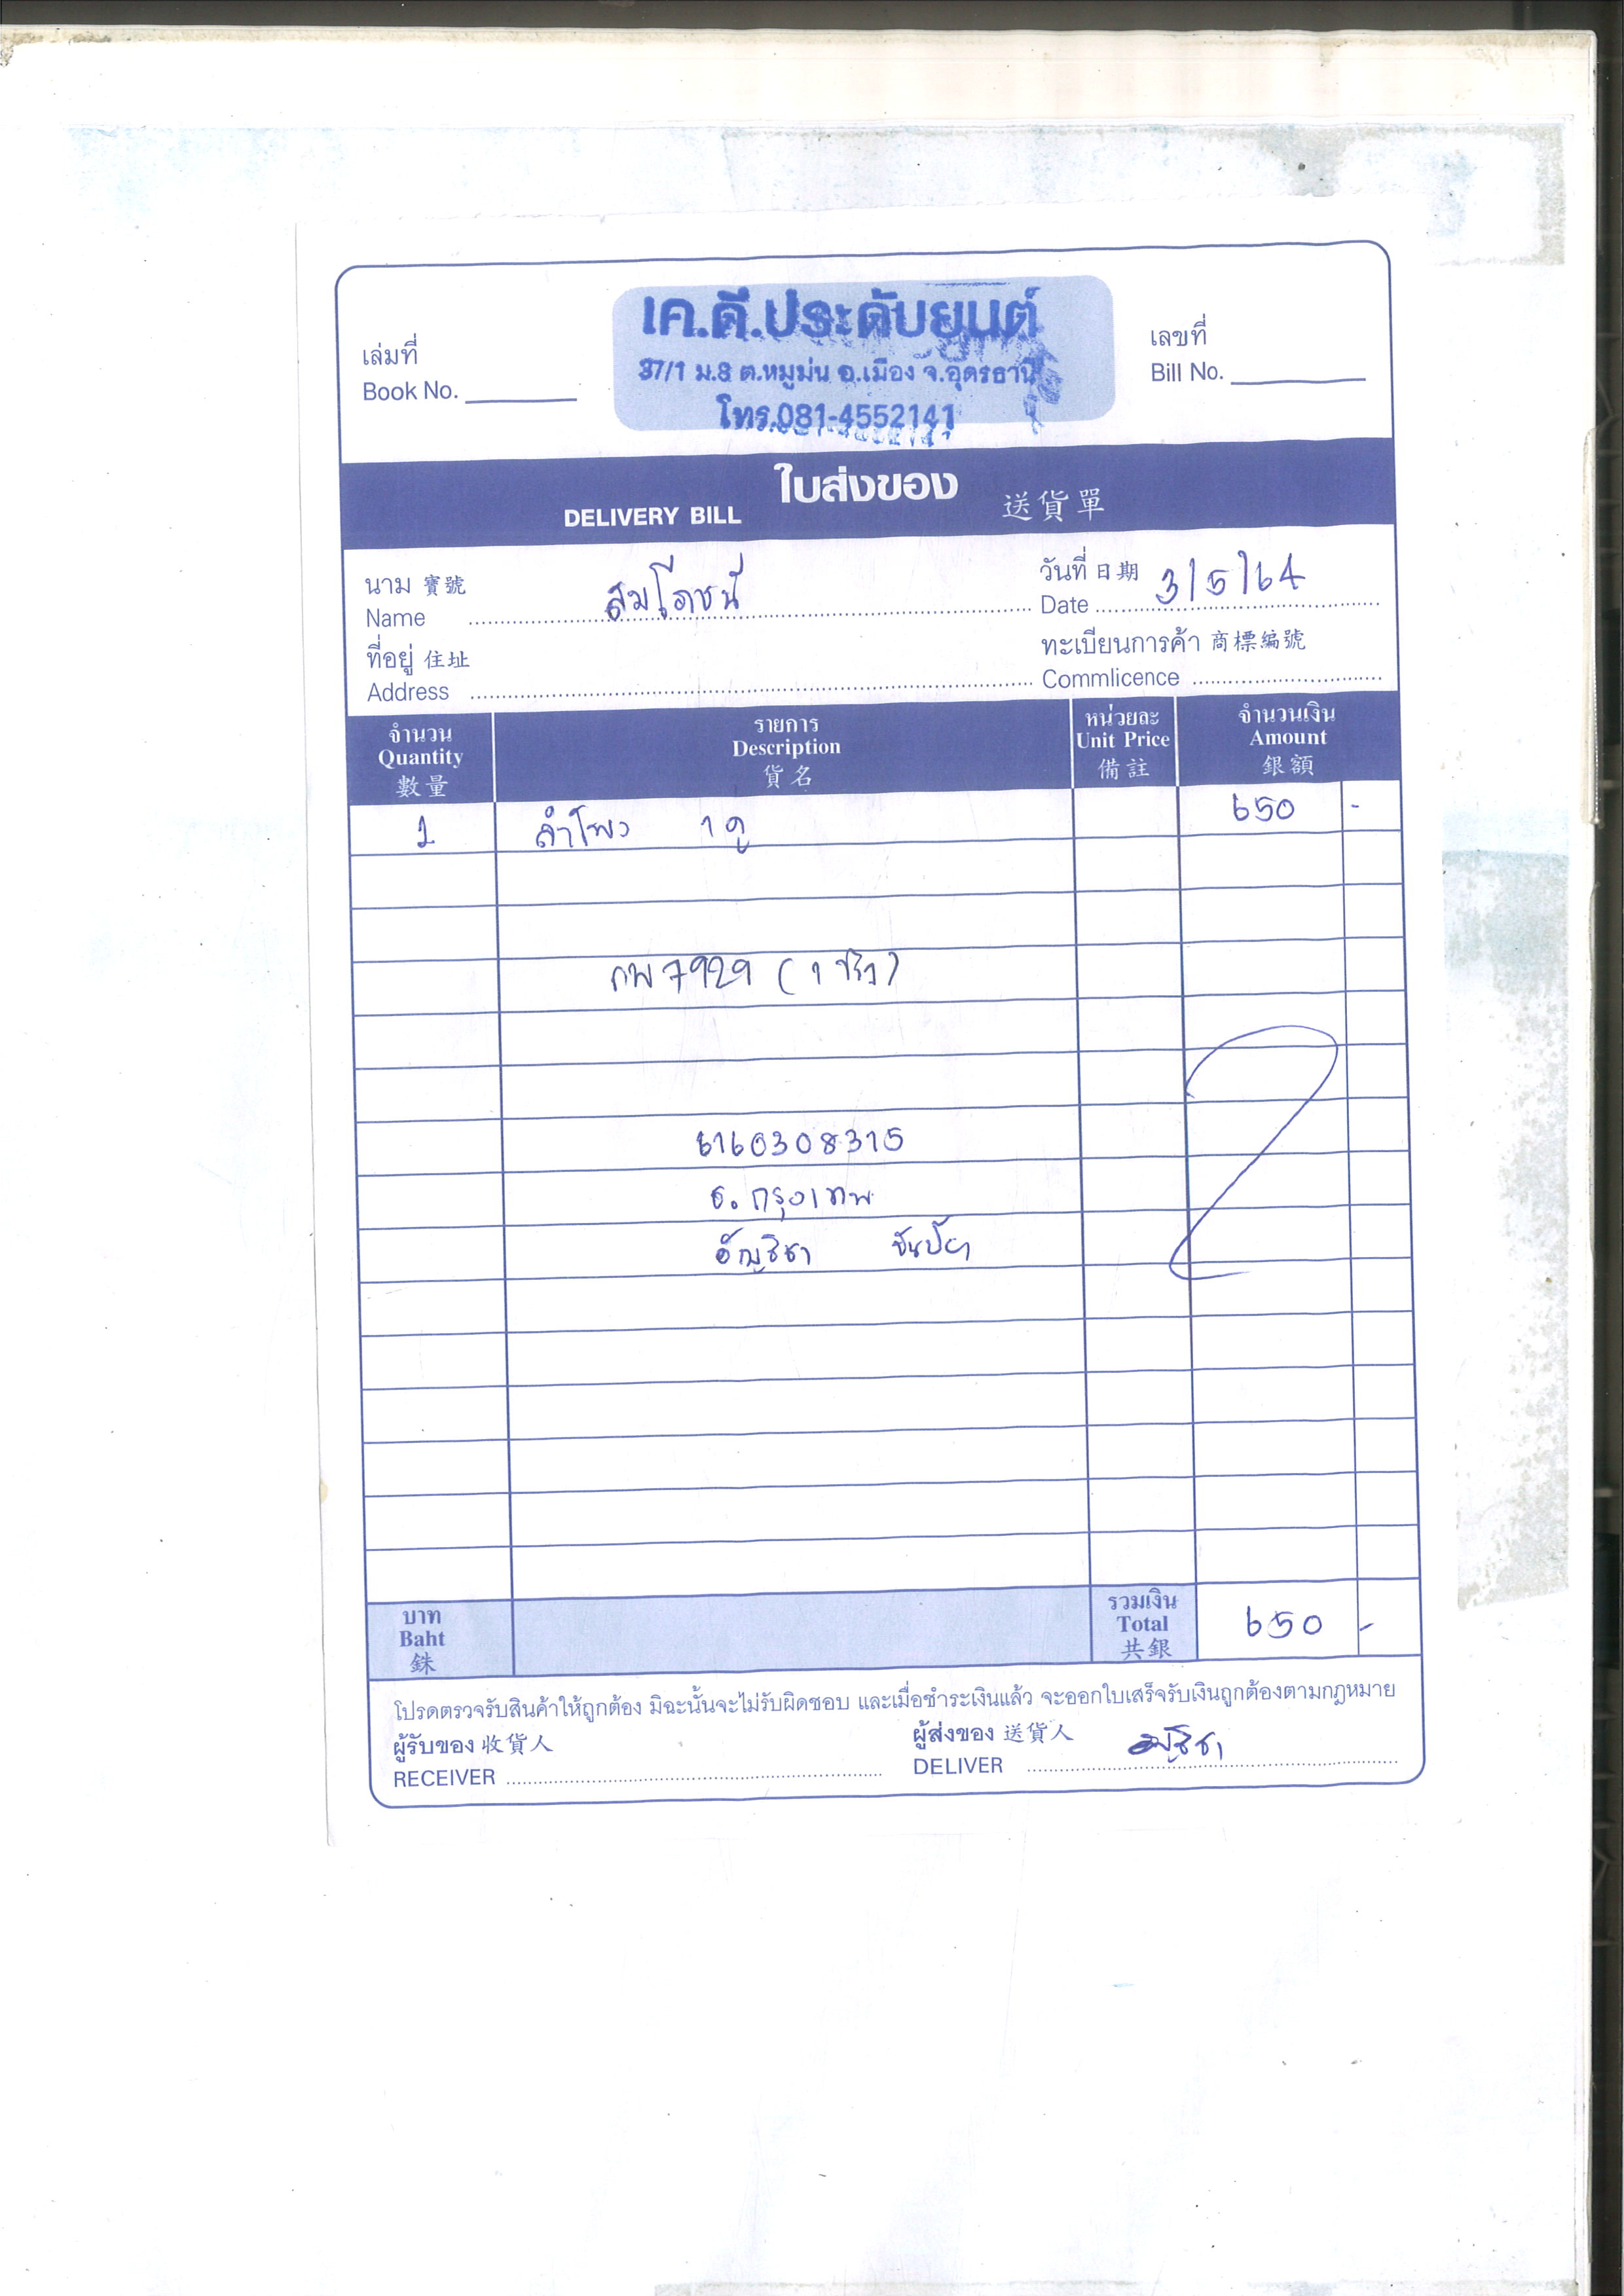 เค.ดี.ประดับยนต์
37/1 ม.8 ต.หมูม่น อ.เมือง จ.อุดรธานี
โทร.081-4552141
เล่มที่
Book No.
เลขที่
Bill No.
ใบส่งของ
DELIVERY BILL
送貨單
นาม 寶號
Name สมโภชน์
วันที่ 日期
Date 3/5/64
ที่อยู่ 住址
Address
ทะเบียนการค้า 商標編號
Commlicence
จำนวน Quantity 數量
รายการ Description 貨名
หน่วยละ Unit Price 備註
จำนวนเงิน Amount 銀額
1 ลำโพง 1 คู่ 650 -
7929 (1
6160308315
ธ. กรุงเทพ
บาท Baht 銖
รวมเงิน Total 共銀 650 -
โปรดตรวจรับสินค้าให้ถูกต้อง มิฉะนั้นจะไม่รับผิดชอบ และเมื่อชำระเงินแล้ว จะออกใบเสร็จรับเงินถูกต้องตามกฎหมาย
ผู้รับของ 收貨人
RECEIVER
ผู้ส่งของ 送貨人
DELIVER